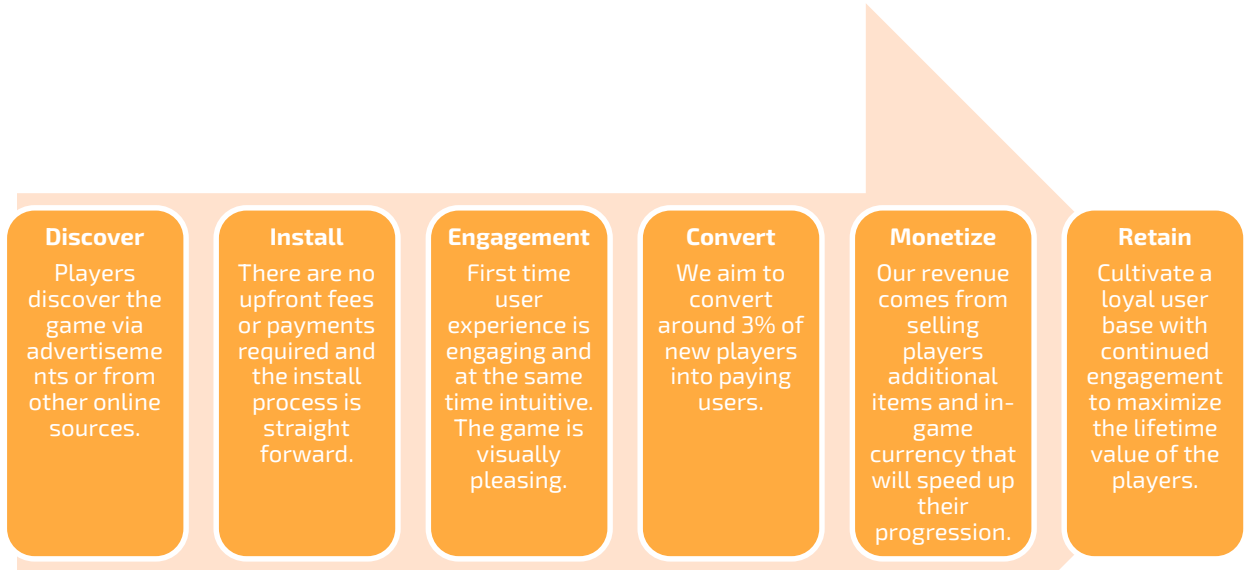 Discover
Players
discover the
game via
advertiseme
nts or from
other online
sources.
Install
There are no
upfront fees
or payments
required and
the install
process is
straight
forward.
Engagement
First time
user
experience is
engaging and
at the same
time intuitive.
The game is
visually
pleasing.
Convert
We aim to
convert
around 3% of
new players
into paying
users.
Monetize
Our revenue
comes from
selling
players
additional
items and in-
game
currency that
will speed up
their
progression.
Retain
Cultivate a
loyal user
base with
continued
engagement
to maximize
the lifetime
value of the
players.